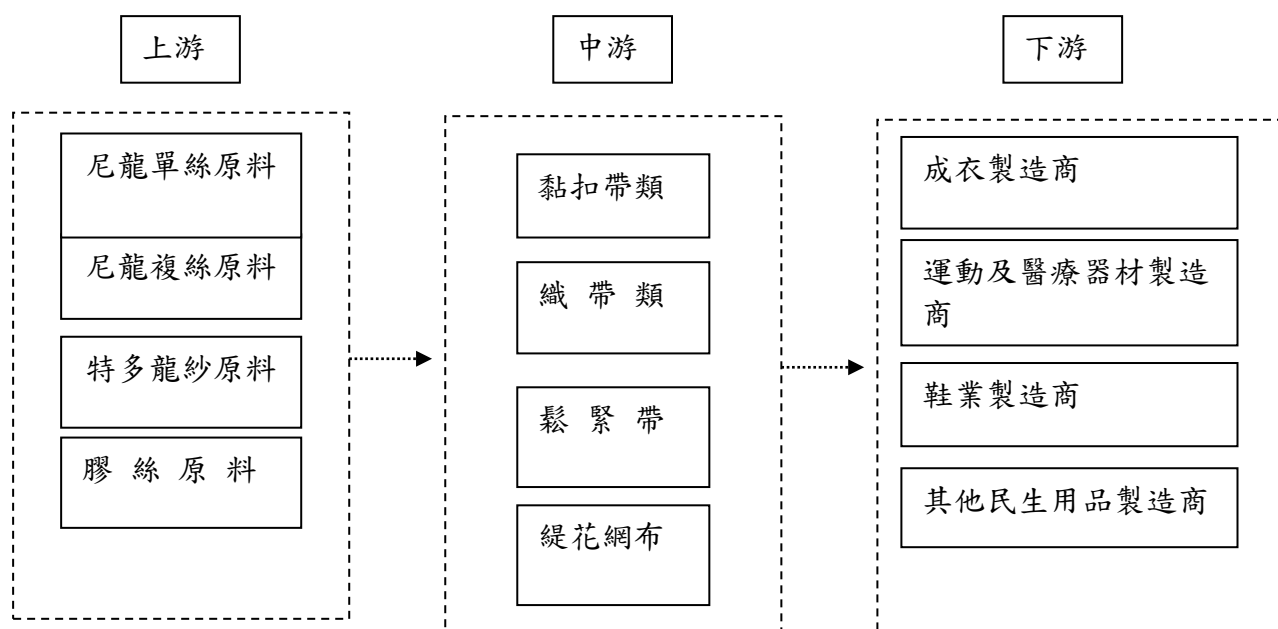 上游
中游
下游
尼龍單絲原料
尼龍複絲原料
特多龍紗原料
膠 絲 原 料
黏扣帶類
織 帶 類
鬆 緊 帶
緹花網布
成衣製造商
運動及醫療器材製造
商
鞋業製造商
其他民生用品製造商